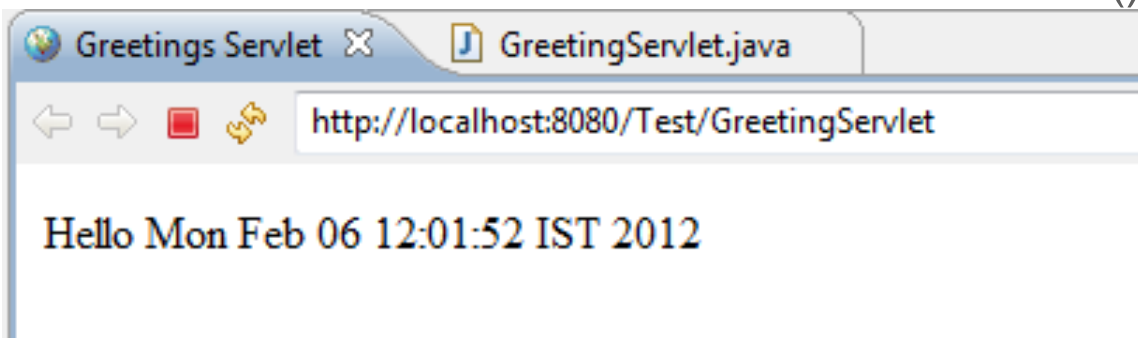 ()
Greetings Servlet GreetingServlet.java
http://localhost:8080/Test/GreetingServlet
Hello Mon Feb 06 12:01:52 IST 2012